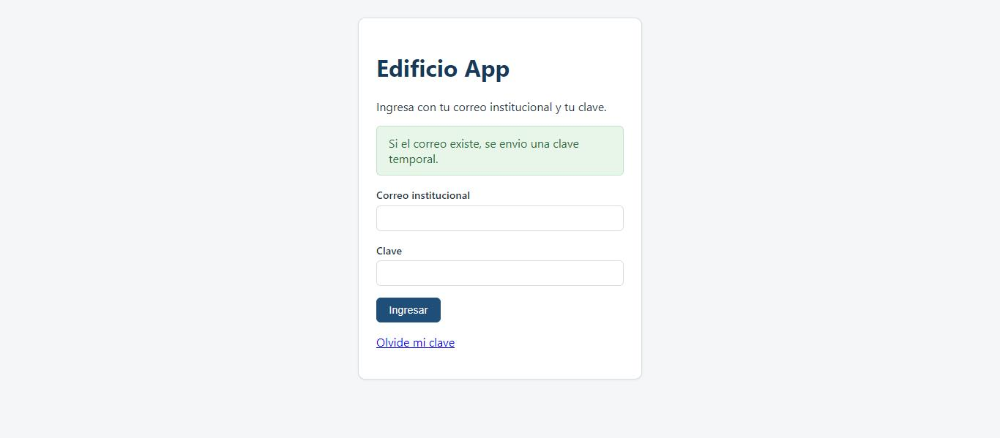 Edificio App
Ingresa con tu correo institucional y tu clave.
Si el correo existe, se envio una clave
temporal.
Correo institucional
Clave
Ingresar
Olvide mi clave